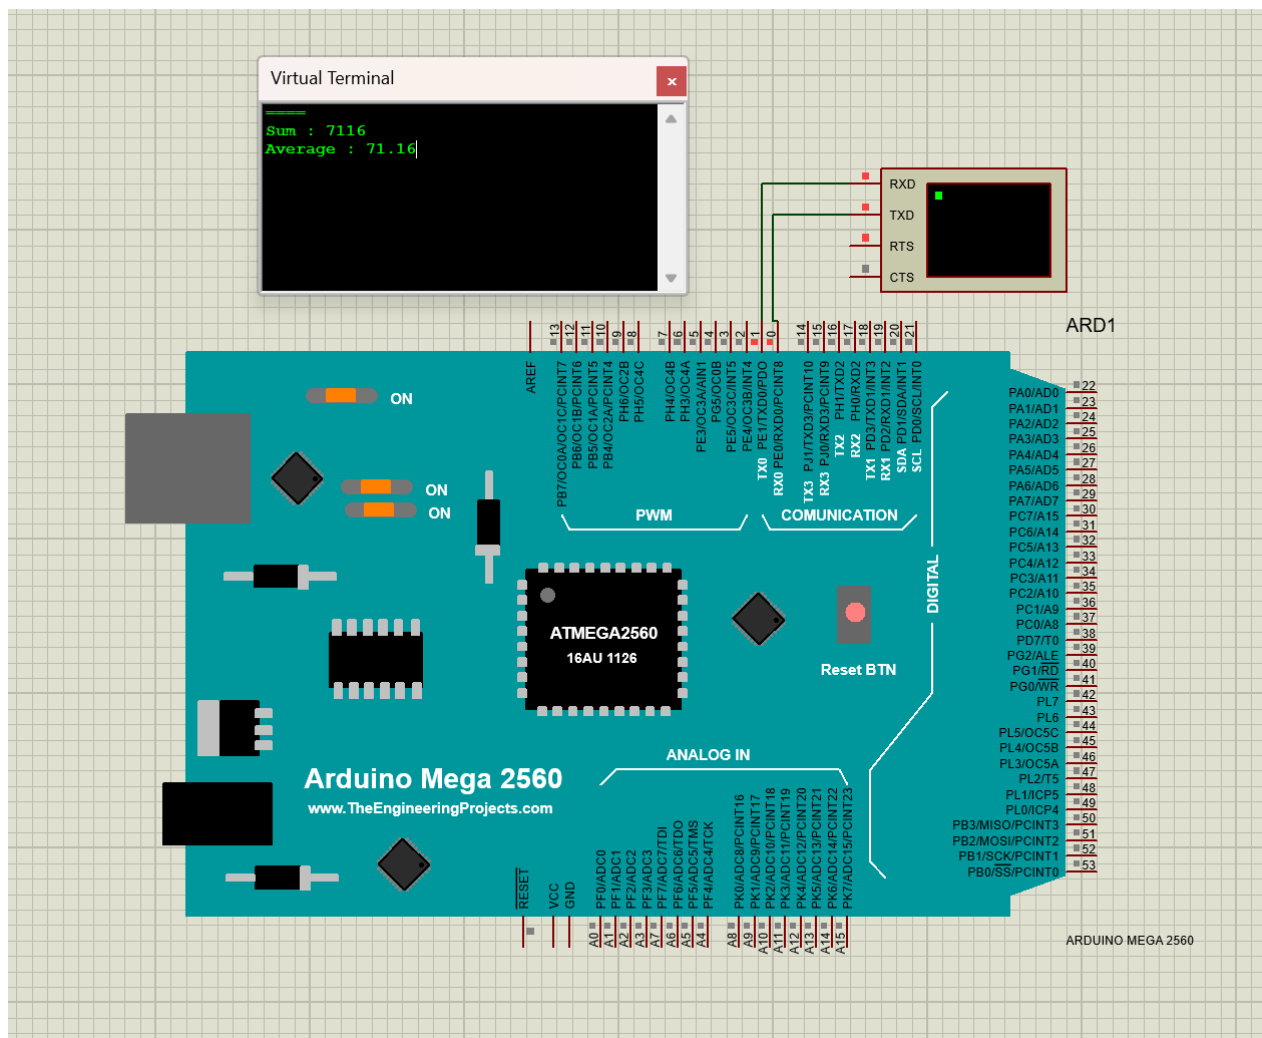 Virtual Terminal
====
Sum : 7116
Average : 71.16
RXD
TXD
RTS
CTS
ARD1
13
12
11
10
9
8
7
6
5
4
3
2
1
0
14
15
16
17
18
19
20
21
AREF
PB7/OC0A/OC1C/PCINT7
PB6/OC1B/PCINT6
PB5/OC1A/PCINT5
PB4/OC2A/PCINT4
PH6/OC2B
PH5/OC4C
PH4/OC4B
PH3/OC4A
PE3/OC3A/AIN1
PG5/OC0B
PE5/OC3C/INT5
PE4/OC3B/INT4
TX0 PE1/TXD0/PDO
RX0 PE0/RXD0/PCINT8
TX3 PJ1/TXD3/PCINT10
RX3 PJ0/RXD3/PCINT9
TX2 PH1/TXD2
RX2 PH0/RXD2
TX1 PD3/TXD1/INT3
RX1 PD2/RXD1/INT2
SDA PD1/SDA/INT1
SCL PD0/SCL/INT0
ON
ON
ON
PWM
COMUNICATION
DIGITAL
ATMEGA2560
16AU 1126
Reset BTN
ANALOG IN
Arduino Mega 2560
www.TheEngineeringProjects.com
PA0/AD0 22
PA1/AD1 23
PA2/AD2 24
PA3/AD3 25
PA4/AD4 26
PA5/AD5 27
PA6/AD6 28
PA7/AD7 29
PC7/A15 30
PC6/A14 31
PC5/A13 32
PC4/A12 33
PC3/A11 34
PC2/A10 35
PC1/A9 36
PC0/A8 37
PD7/T0 38
PG2/ALE 39
PG1/RD 40
PG0/WR 41
PL7 42
PL6 43
PL5/OC5C 44
PL4/OC5B 45
PL3/OC5A 46
PL2/T5 47
PL1/ICP5 48
PL0/ICP4 49
PB3/MISO/PCINT3 50
PB2/MOSI/PCINT2 51
PB1/SCK/PCINT1 52
PB0/SS/PCINT0 53
RESET
VCC
GND
PF0/ADC0
PF1/ADC1
PF2/ADC2
PF3/ADC3
PF7/ADC7/TDI
PF6/ADC6/TDO
PF5/ADC5/TMS
PF4/ADC4/TCK
PK0/ADC8/PCINT16
PK1/ADC9/PCINT17
PK2/ADC10/PCINT18
PK3/ADC11/PCINT19
PK4/ADC12/PCINT20
PK5/ADC13/PCINT21
PK6/ADC14/PCINT22
PK7/ADC15/PCINT23
A0
A1
A2
A3
A7
A6
A5
A4
A8
A9
A10
A11
A12
A13
A14
A15
ARDUINO MEGA 2560